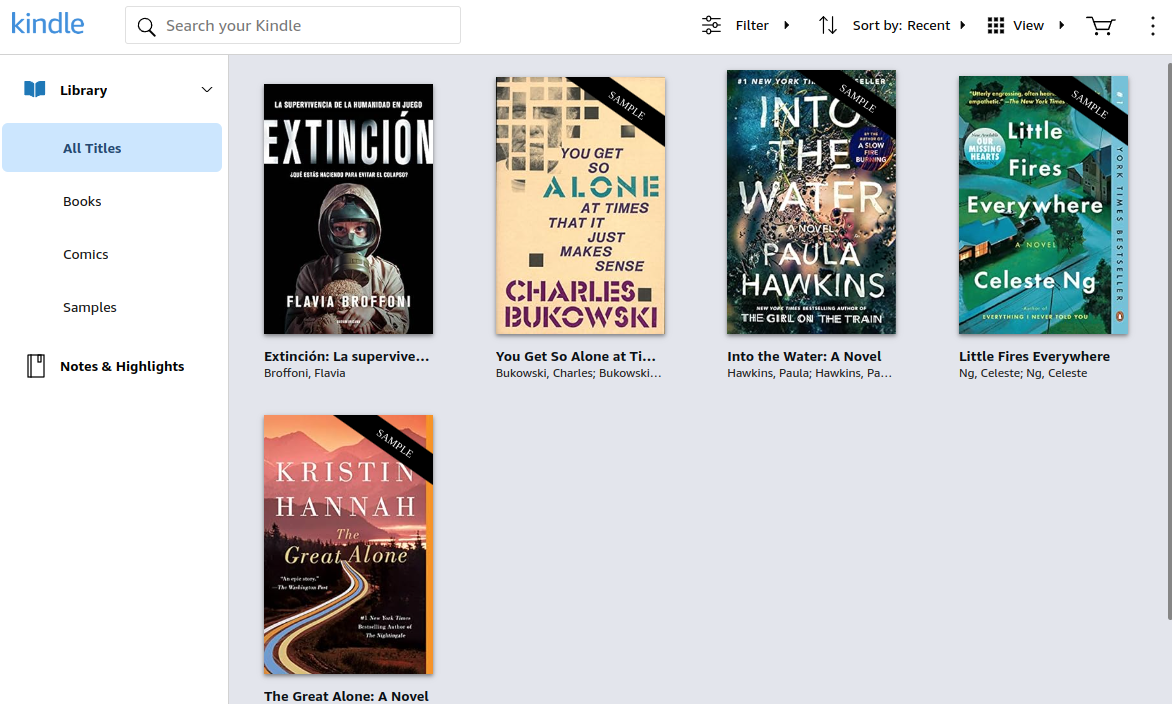 kindle
Search your Kindle
Filter
Sort by: Recent
View
Library
All Titles
Books
Comics
Samples
Notes & Highlights
LA SUPERVIVENCIA DE LA HUMANIDAD EN JUEGO
EXTINCIÓN
¿QUÉ ESTÁS HACIENDO PARA EVITAR EL COLAPSO?
FLAVIA BROFFONI
Extinción: La supervive...
Broffoni, Flavia
SAMPLE
YOU GET
SO
ALONE
AT TIMES
THAT IT
JUST
MAKES
SENSE
CHARLES
BUKOWSKI
You Get So Alone at Ti...
Bukowski, Charles; Bukowski...
#1 NEW YORK TI
ELLER
SAMPLE
INTO
THE
WATER
BY THE
AUTHOR OF
A SLOW
FIRE
BURNING
A NOVEL
PAULA
HAWKINS
NEW YORK TIMES BESTSELLING AUTHOR OF
THE GIRL ON THE TRAIN
Into the Water: A Novel
Hawkins, Paula; Hawkins, Pa...
"Utterly engrossing, often hear
empathetic." —The New York Times
SAMPLE
#1
YORK TIMES BESTSELLER
Now Available
OUR
MISSING
HEARTS
Little
Fires
Everywhere
A NOVEL
Celeste Ng
Author of
EVERYTHING I NEVER TOLD YOU
Little Fires Everywhere
Ng, Celeste; Ng, Celeste
SAMPLE
KRISTIN
HANNAH
The
Great Alone
"An epic story."
—The Washington Post
#1 New York Times
Bestselling Author of
The Nightingale
The Great Alone: A Novel